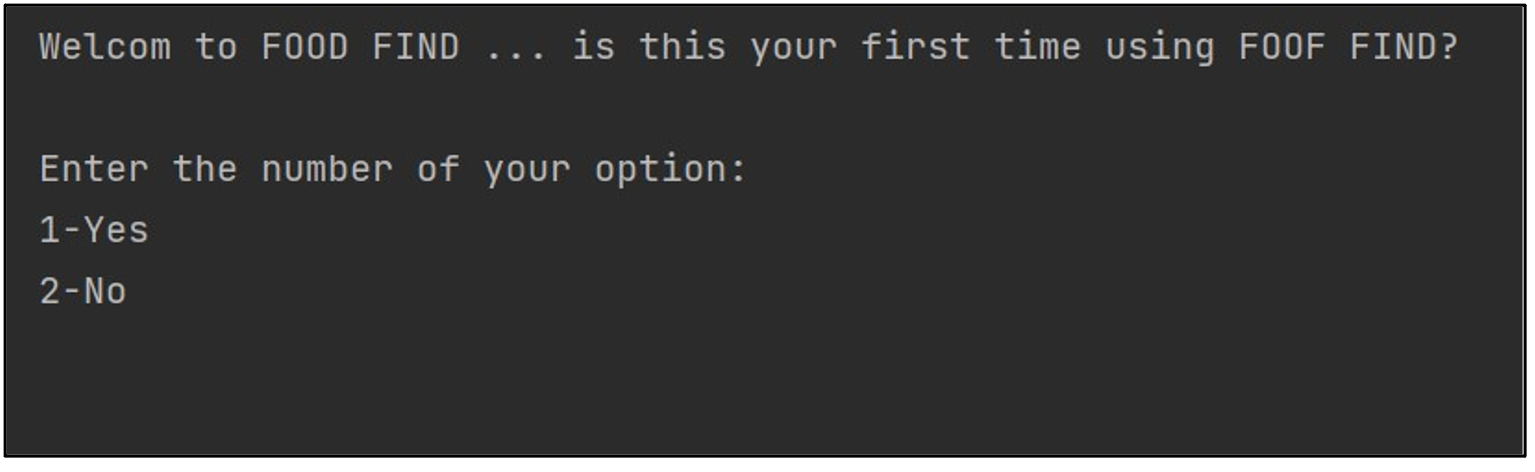 Welcom to FOOD FIND ... is this your first time using FOOF FIND?
Enter the number of your option:
1-Yes
2-No